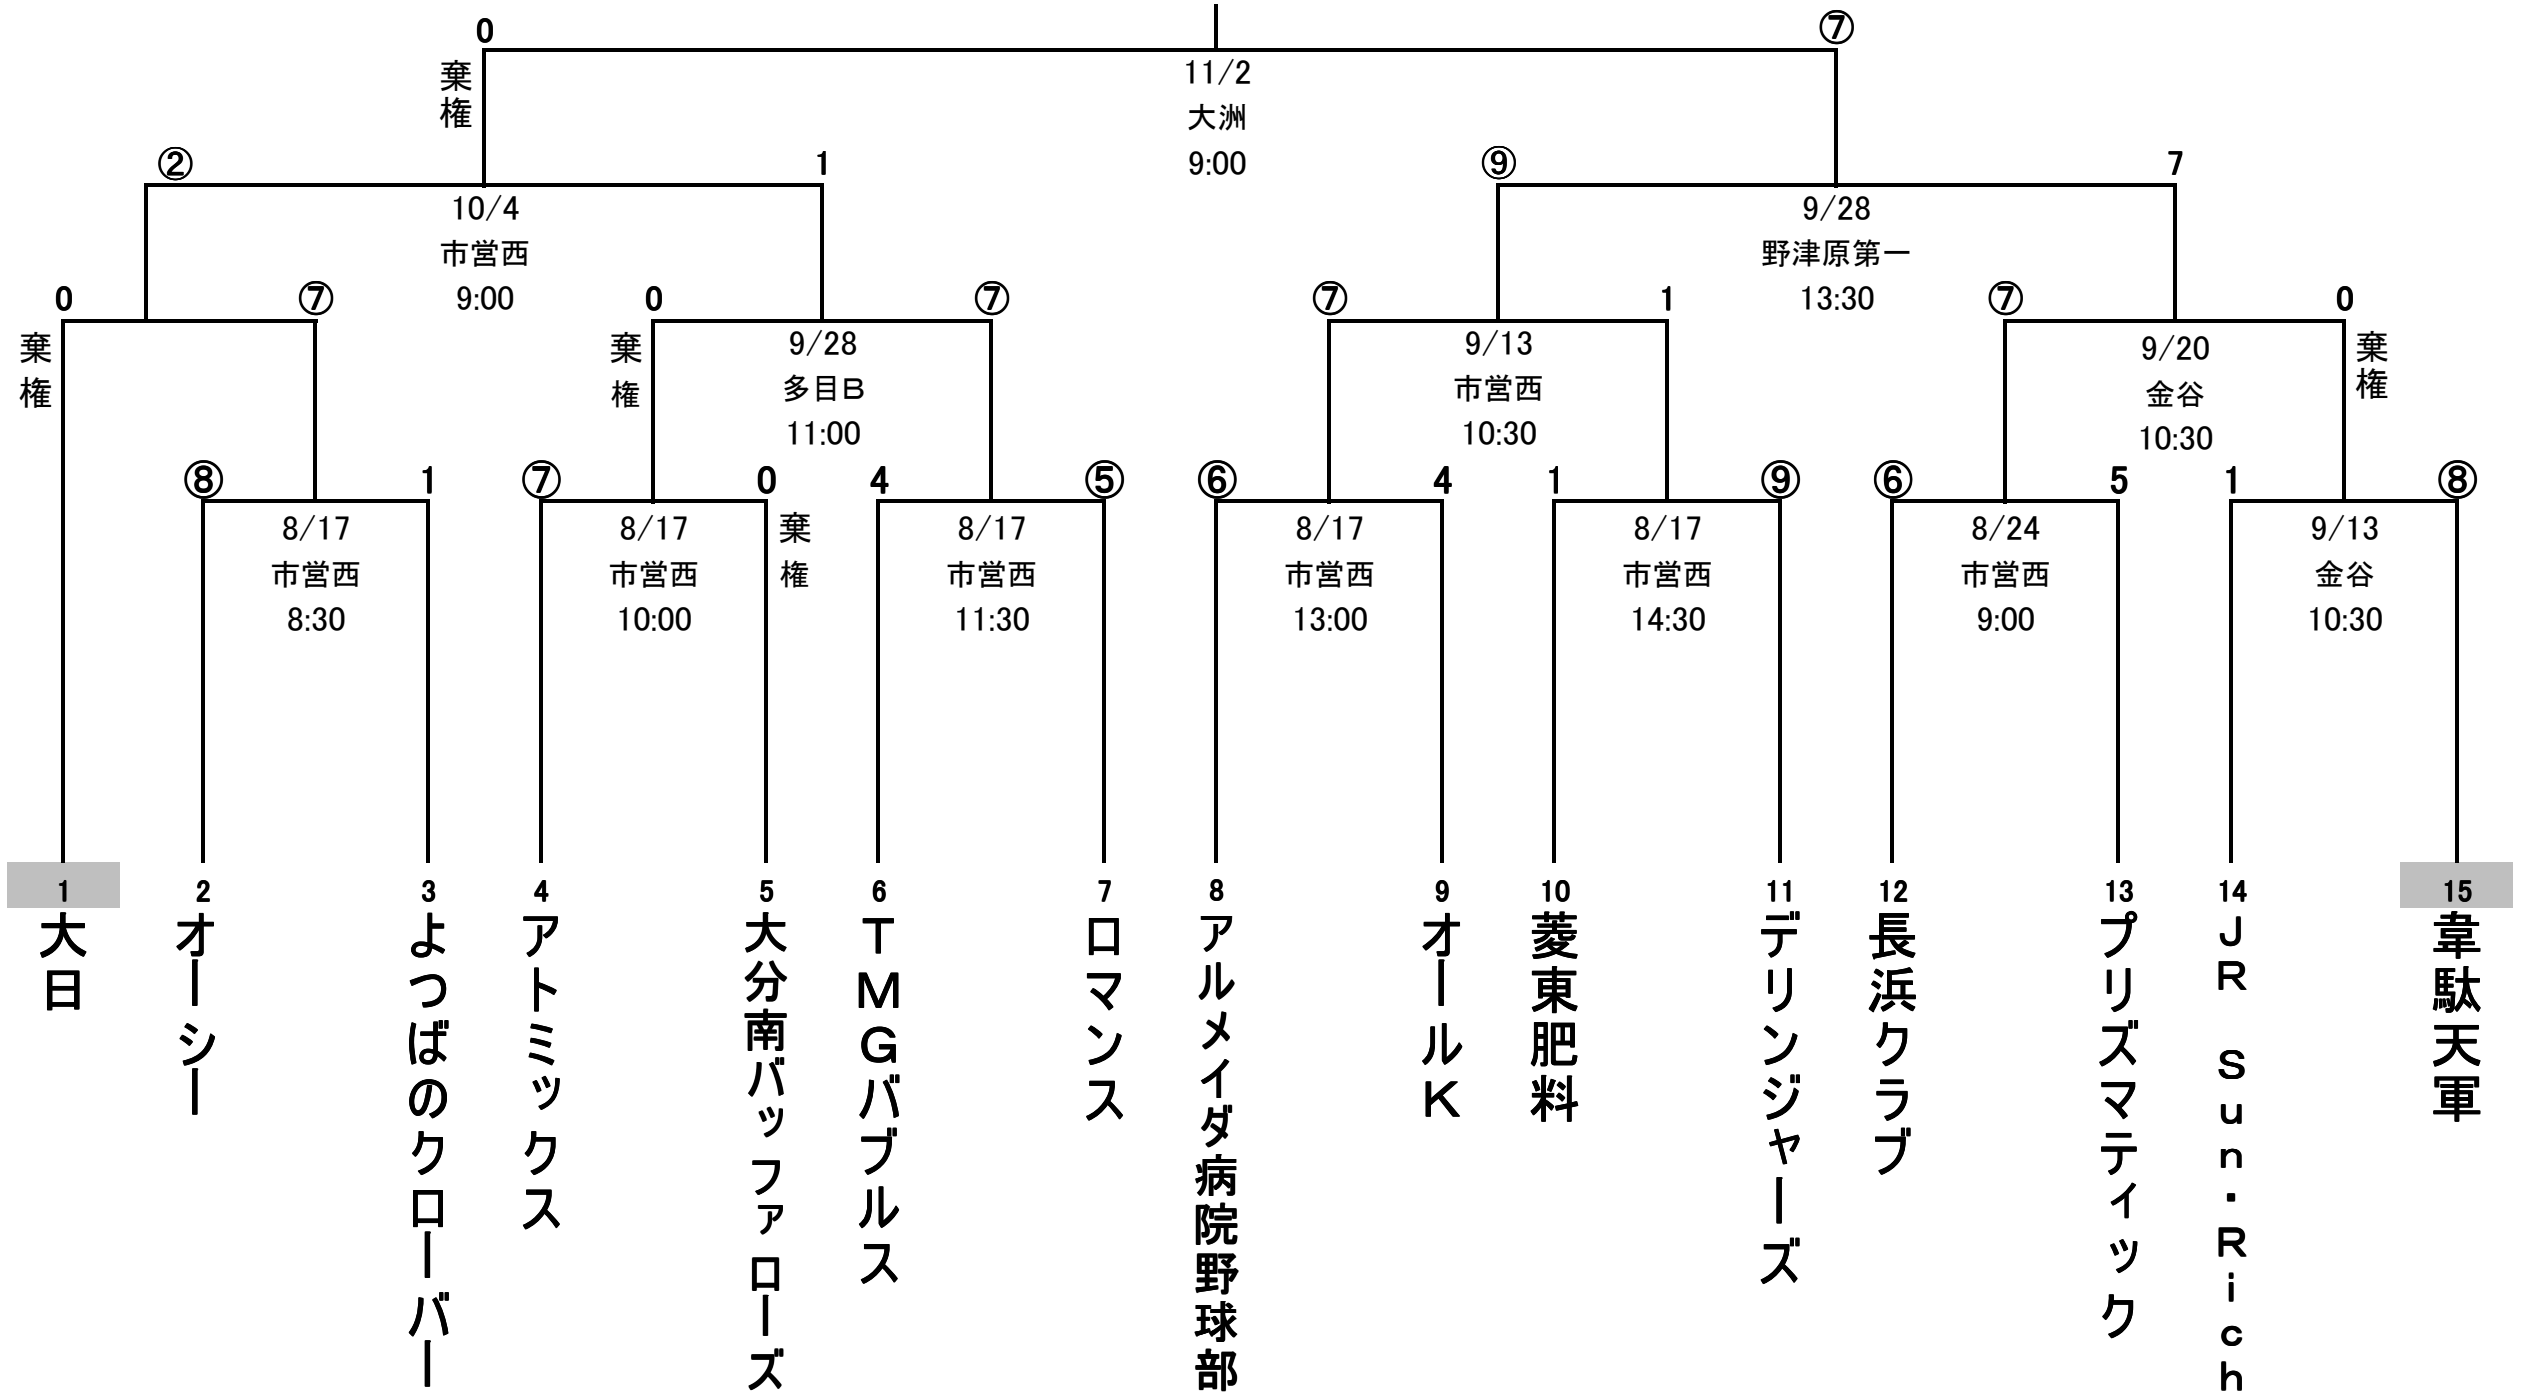 0 ⑦
棄権
11/2
大洲
9:00
② 1
10/4
市営西
9:00
⑨ 7
9/28
野津原第一
13:30
0 ⑦
棄権
0 ⑦
棄権
9/28
多目B
11:00
⑦ 1
9/13
市営西
10:30
⑦ 0
棄権
9/20
金谷
10:30
⑧ 1
8/17
市営西
8:30
⑦ 0
棄権
8/17
市営西
10:00
4 ⑤
8/17
市営西
11:30
⑥ 4
8/17
市営西
13:00
1 ⑨
8/17
市営西
14:30
⑥ 5
8/24
市営西
9:00
1 ⑧
9/13
金谷
10:30
1
大日
2
オーシー
3
よつばのクローバー
4
アトミックス
5
大分南バッファローズ
6
TMGバブルス
7
ロマンス
8
アルメイダ病院野球部
9
オールK
10
菱東肥料
11
デリンジャーズ
12
長浜クラブ
13
プリズマティック
14
JR Sun・Rich
15
韋駄天軍